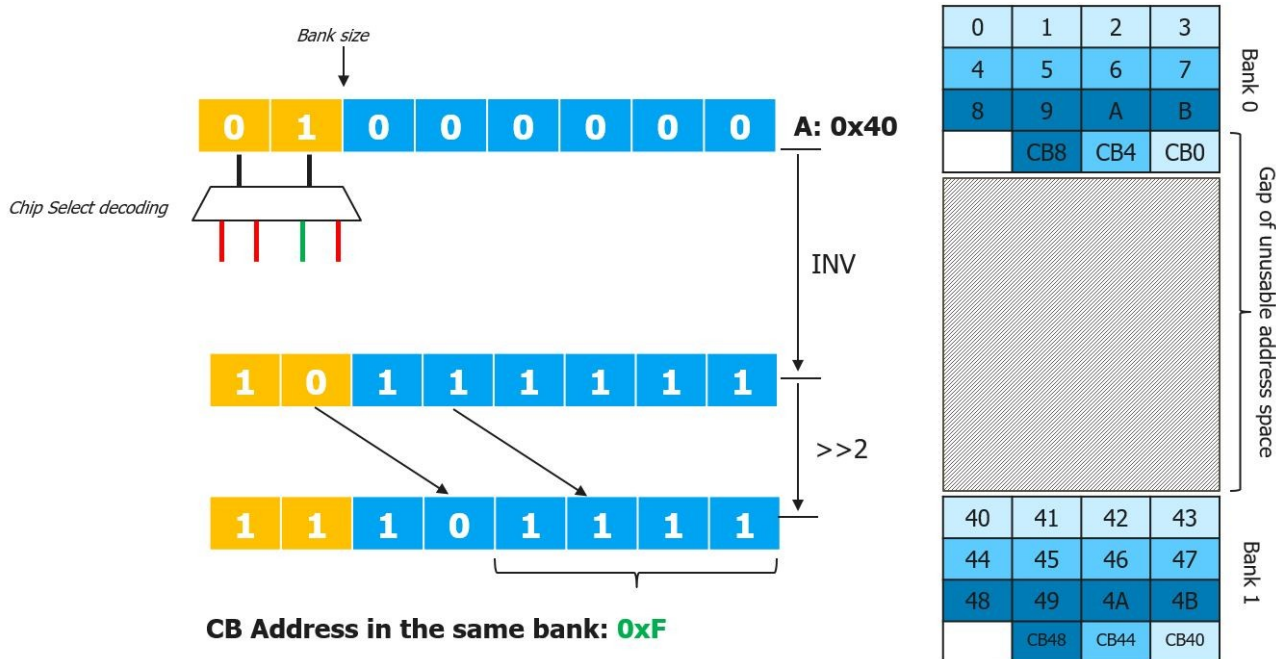 Bank size
0 1 0 0 0 0 0 0 A: 0x40
Chip Select decoding
INV
1 0 1 1 1 1 1 1
>>2
1 1 1 0 1 1 1 1
CB Address in the same bank: 0xF
0 1 2 3
4 5 6 7
8 9 A B
CB8 CB4 CB0
Bank 0
Gap of unusable address space
40 41 42 43
44 45 46 47
48 49 4A 4B
CB48 CB44 CB40
Bank 1